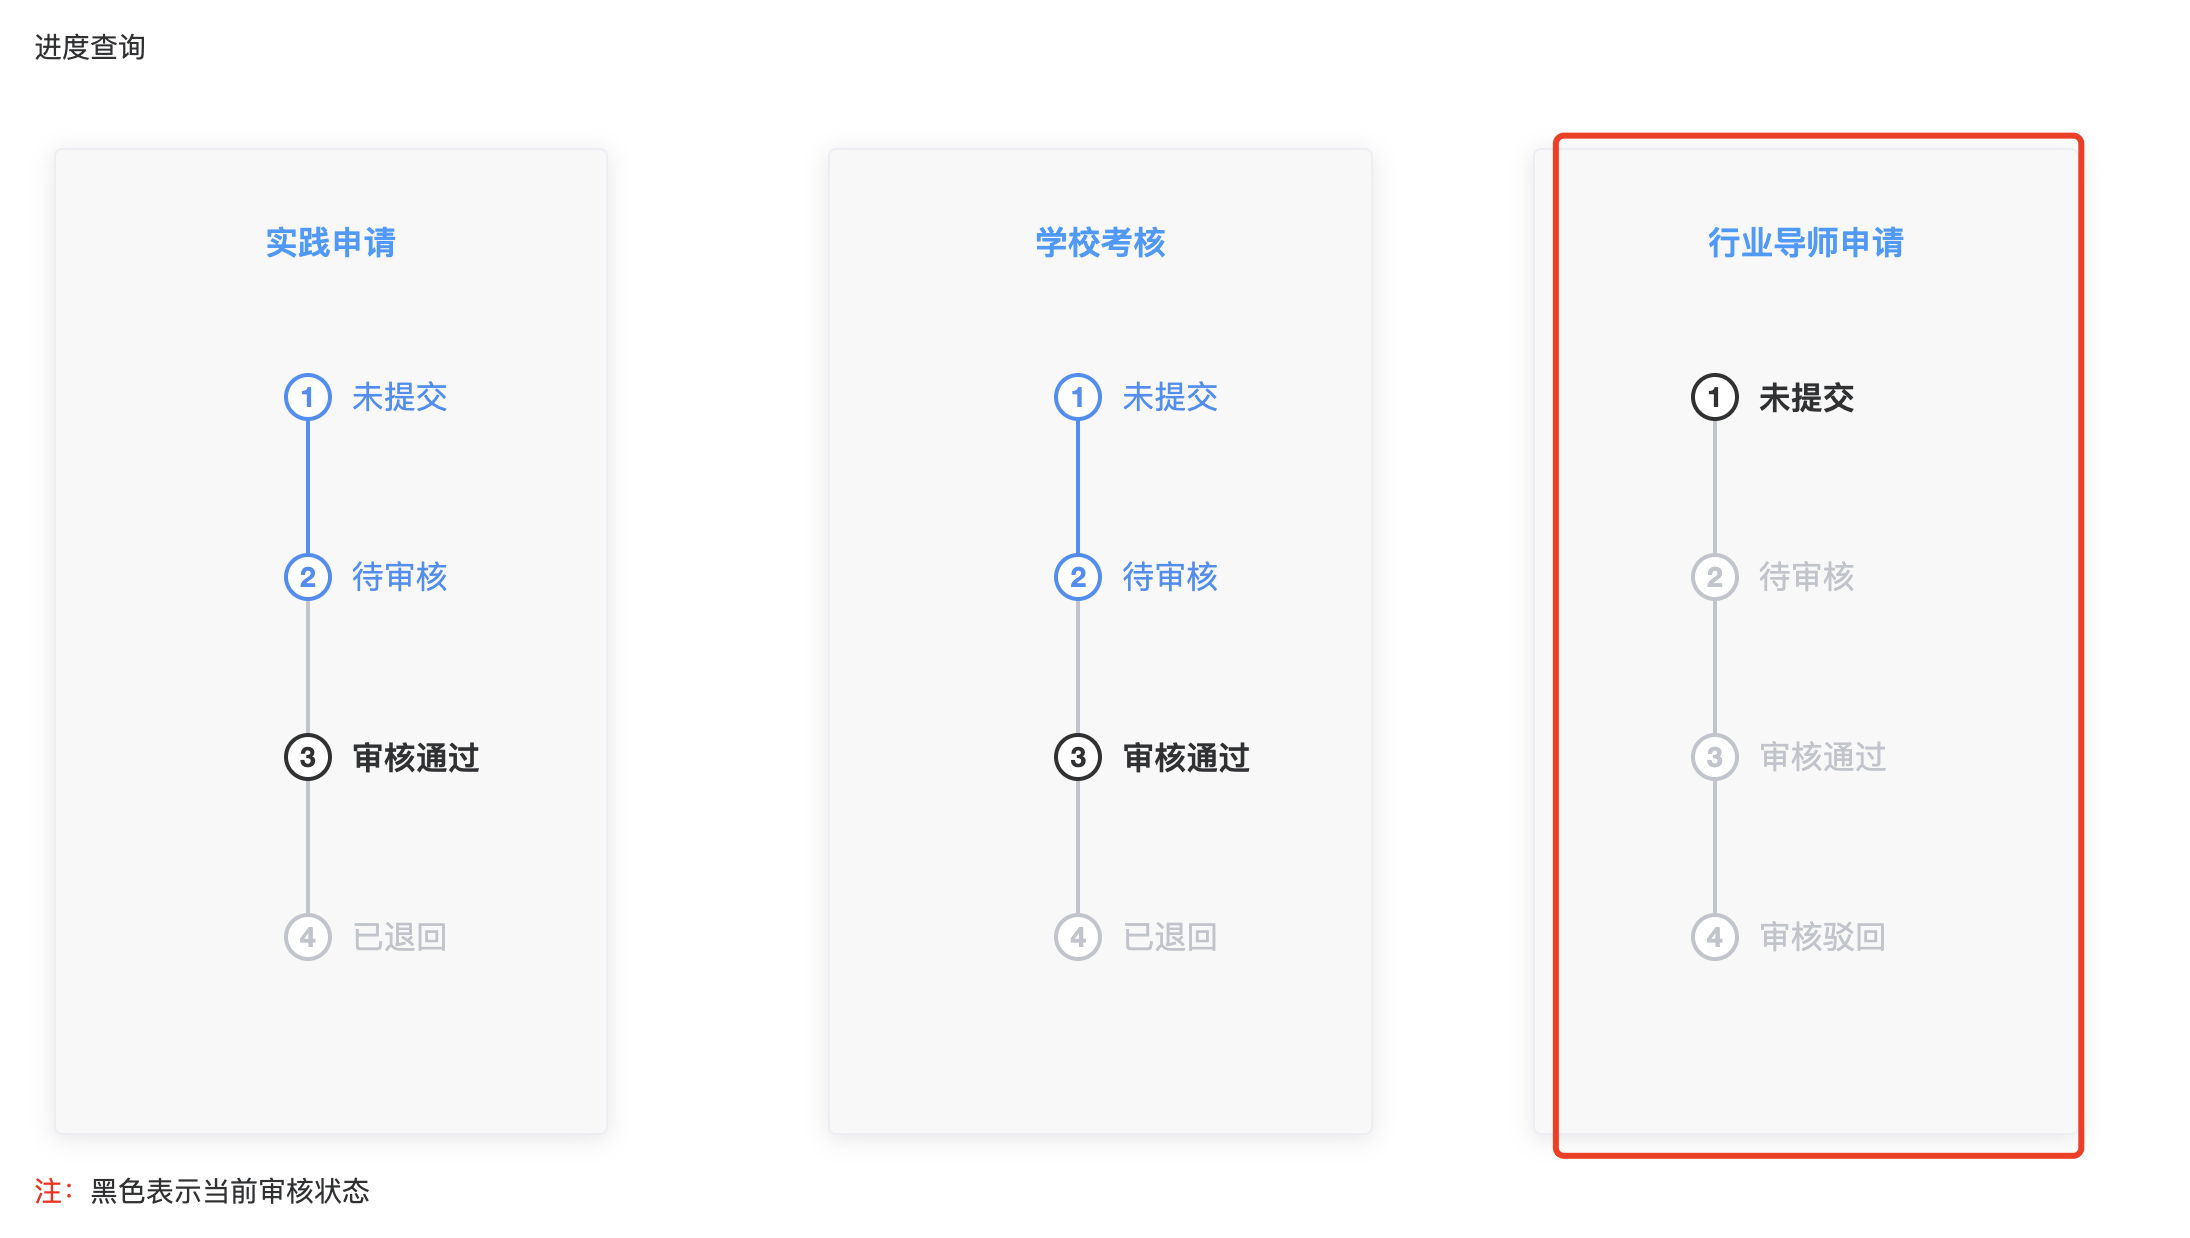 进度查询
实践申请
1 未提交
2 待审核
3 审核通过
4 已退回
学校考核
1 未提交
2 待审核
3 审核通过
4 已退回
行业导师申请
1 未提交
2 待审核
3 审核通过
4 审核驳回
注：黑色表示当前审核状态